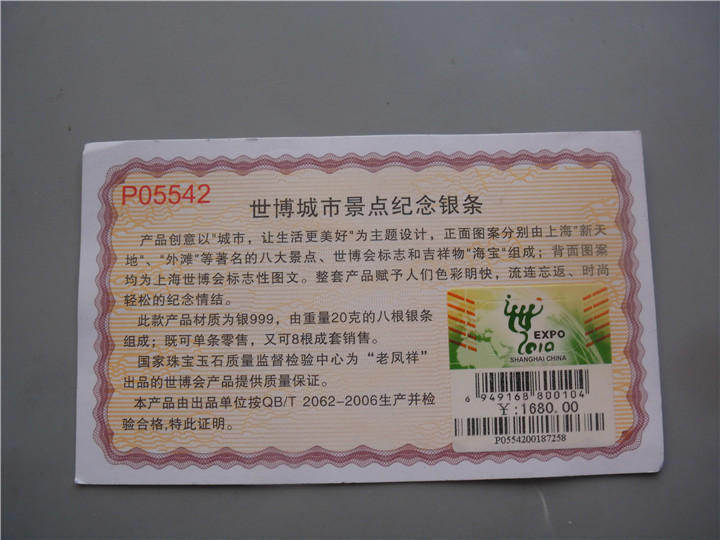 P05542
世博城市景点纪念银条
产品创意以"城市，让生活更美好"为主题设计，正面图案分别由上海"新天
地"、"外滩"等著名的八大景点、世博会标志和吉祥物"海宝"组成；背面图案
均为上海世博会标志性图文。整套产品赋予人们色彩明快，流连忘返、时尚
轻松的纪念情结。
此款产品材质为银999，由重量20克的八根银条
组成；既可单条零售，又可8根成套销售。
国家珠宝玉石质量监督检验中心为“老凤祥”
出品的世博会产品提供质量保证。
本产品由出品单位按QB/T 2062-2006生产并检
验合格,特此证明。
EXPO
2010
SHANGHAI CHINA
6 949168 800104
¥:1680.00
P0554200187258